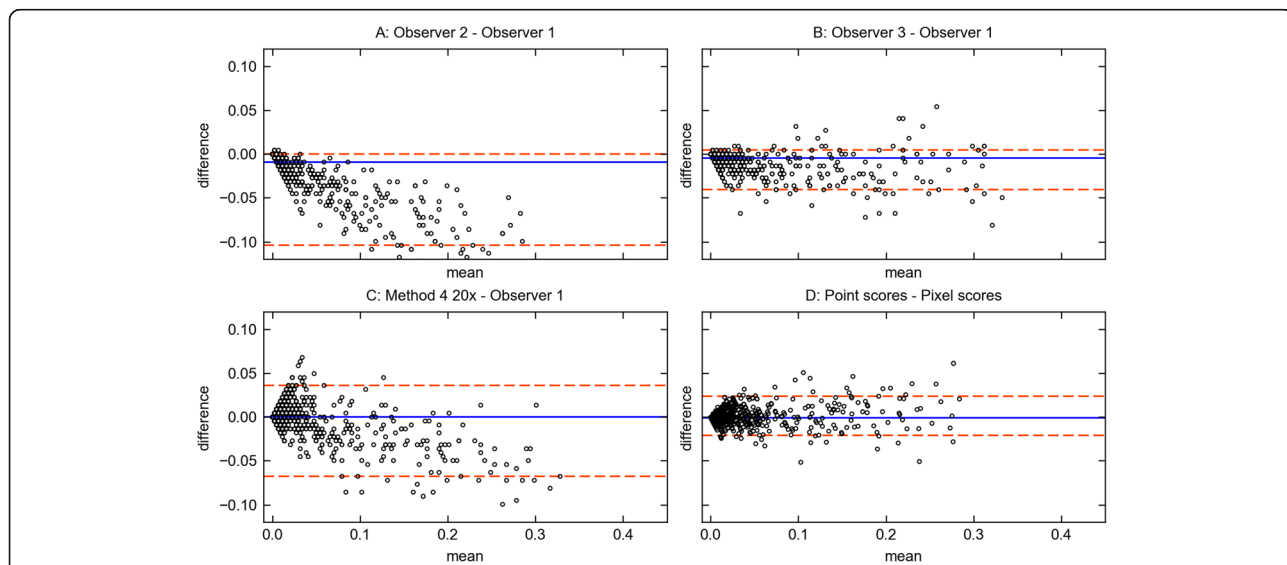 A: Observer 2 - Observer 1
B: Observer 3 - Observer 1
0.10
0.05
0.00
−0.05
−0.10
difference
mean
difference
mean
C: Method 4 20x - Observer 1
D: Point scores - Pixel scores
0.10
0.05
0.00
−0.05
−0.10
difference
0.0 0.1 0.2 0.3 0.4
mean
difference
0.0 0.1 0.2 0.3 0.4
mean